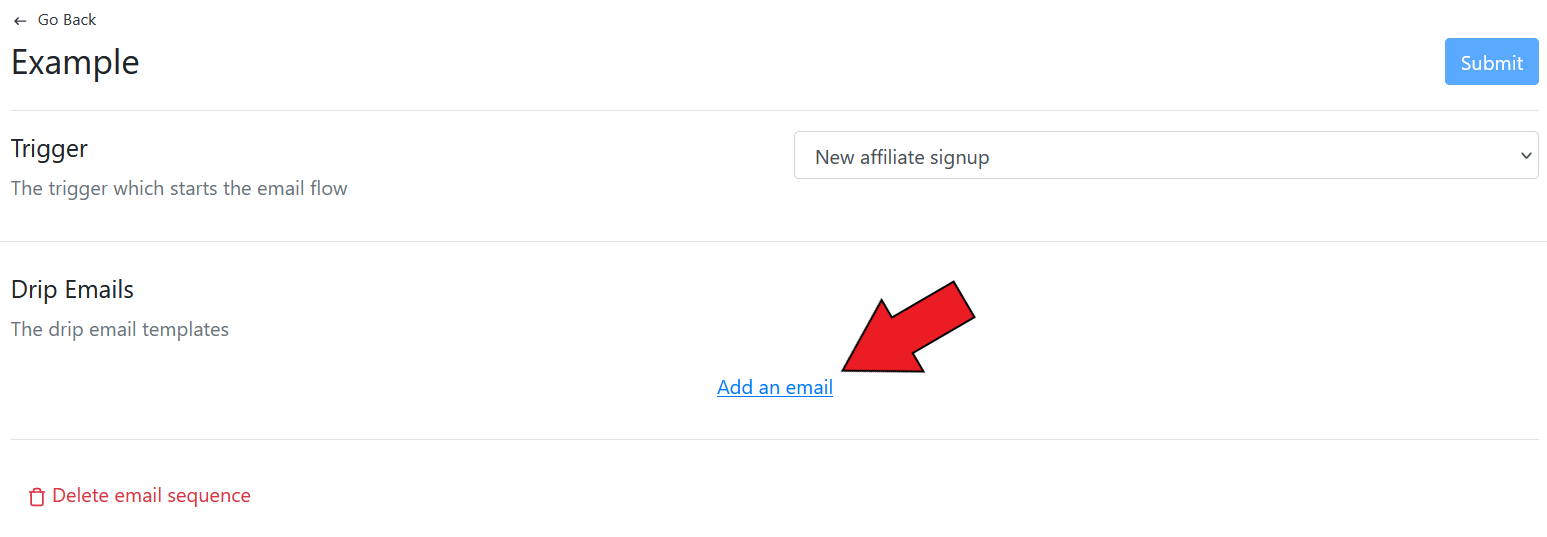 Go Back
Example
Submit
Trigger
New affiliate signup
The trigger which starts the email flow
Drip Emails
The drip email templates
Add an email
Delete email sequence